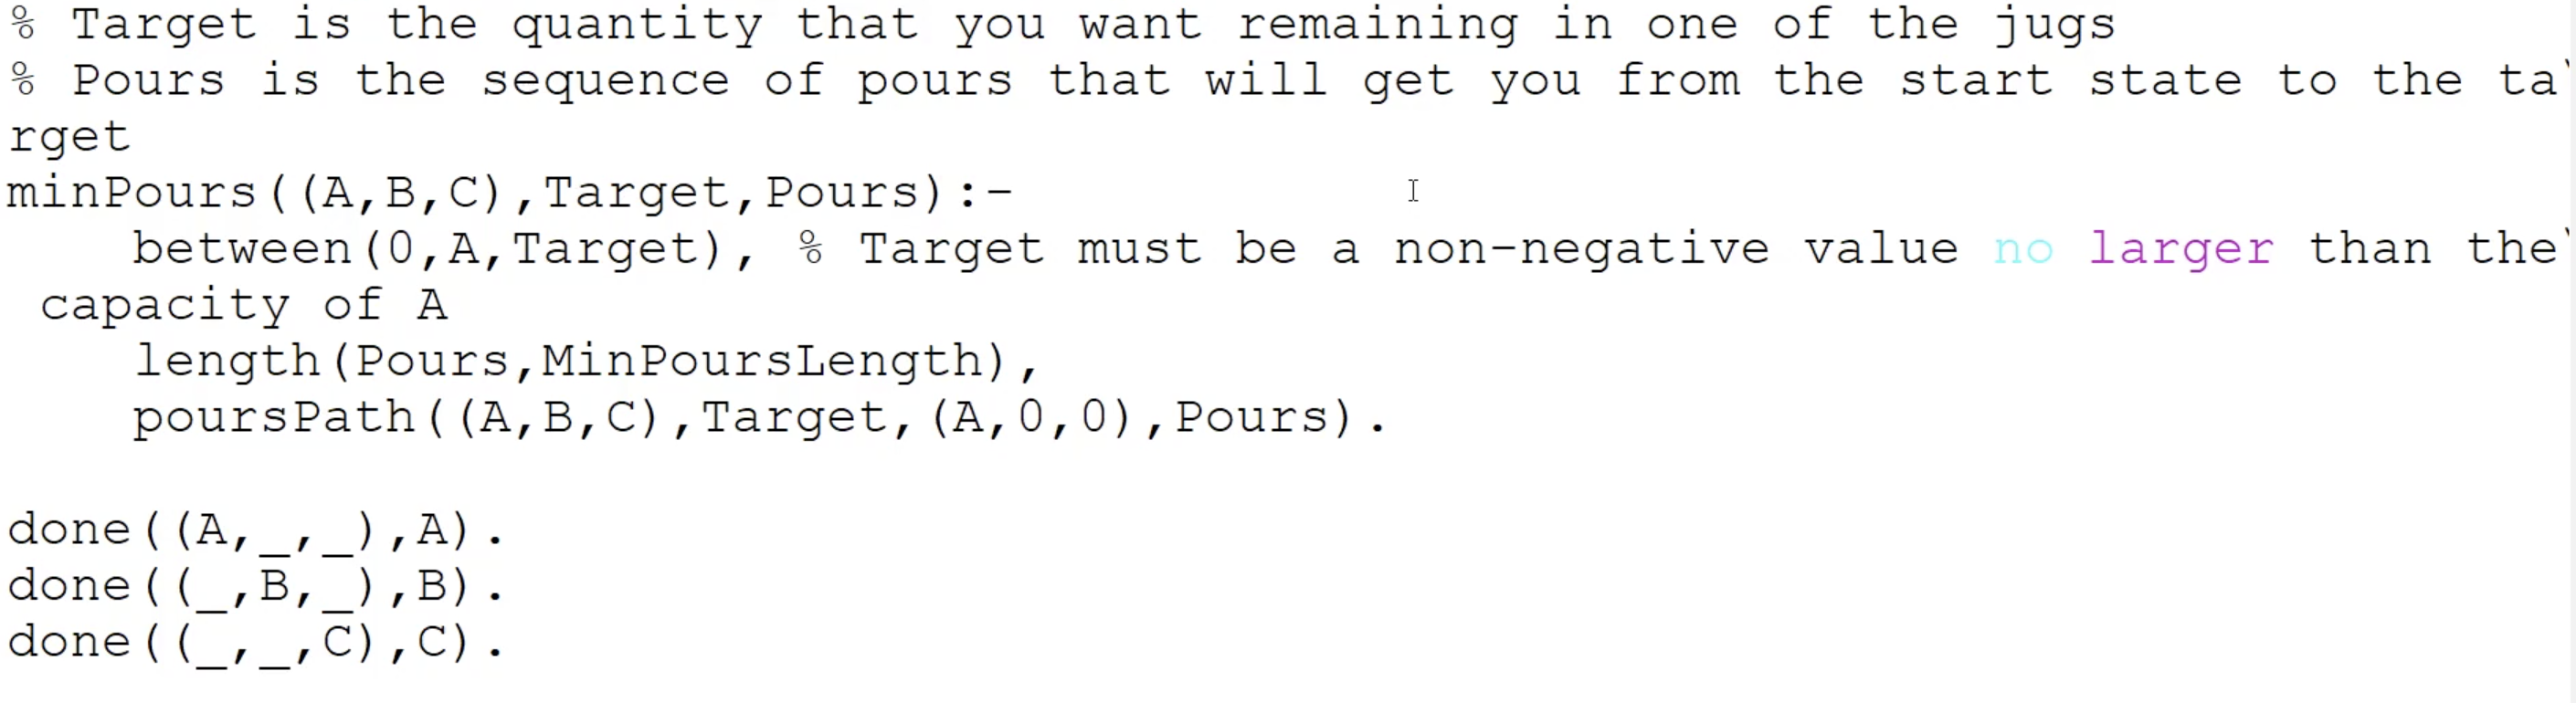 % Target is the quantity that you want remaining in one of the jugs
% Pours is the sequence of pours that will get you from the start state to the ta\
rget
minPours((A,B,C),Target,Pours):-
    between(0,A,Target), % Target must be a non-negative value no larger than the\
 capacity of A
    length(Pours,MinPoursLength),
    poursPath((A,B,C),Target,(A,0,0),Pours).

done((A,_,_),A).
done((_,B,_),B).
done((_,_,C),C).